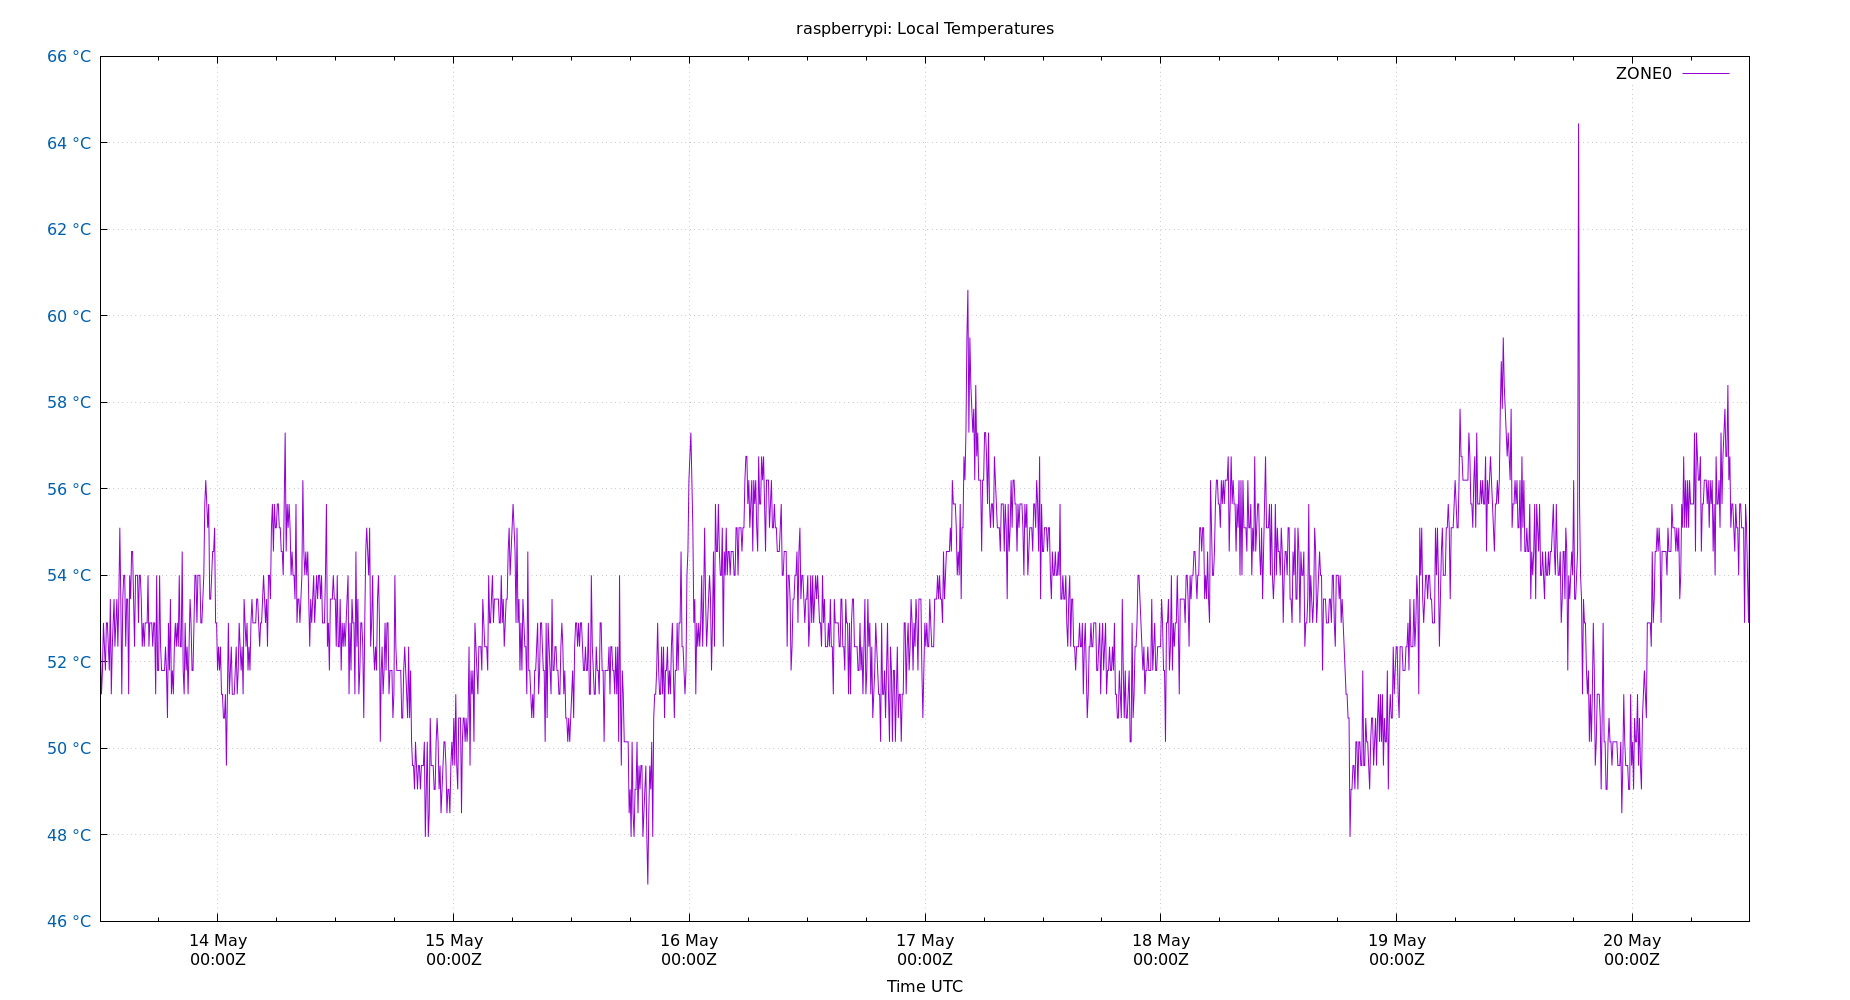 raspberrypi: Local Temperatures
66 °C
ZONE0
64 °C
62 °C
60 °C
58 °C
56 °C
54 °C
52 °C
50 °C
48 °C
46 °C
14 May 15 May 16 May 17 May 18 May 19 May 20 May
00:00Z 00:00Z 00:00Z 00:00Z 00:00Z 00:00Z 00:00Z
Time UTC